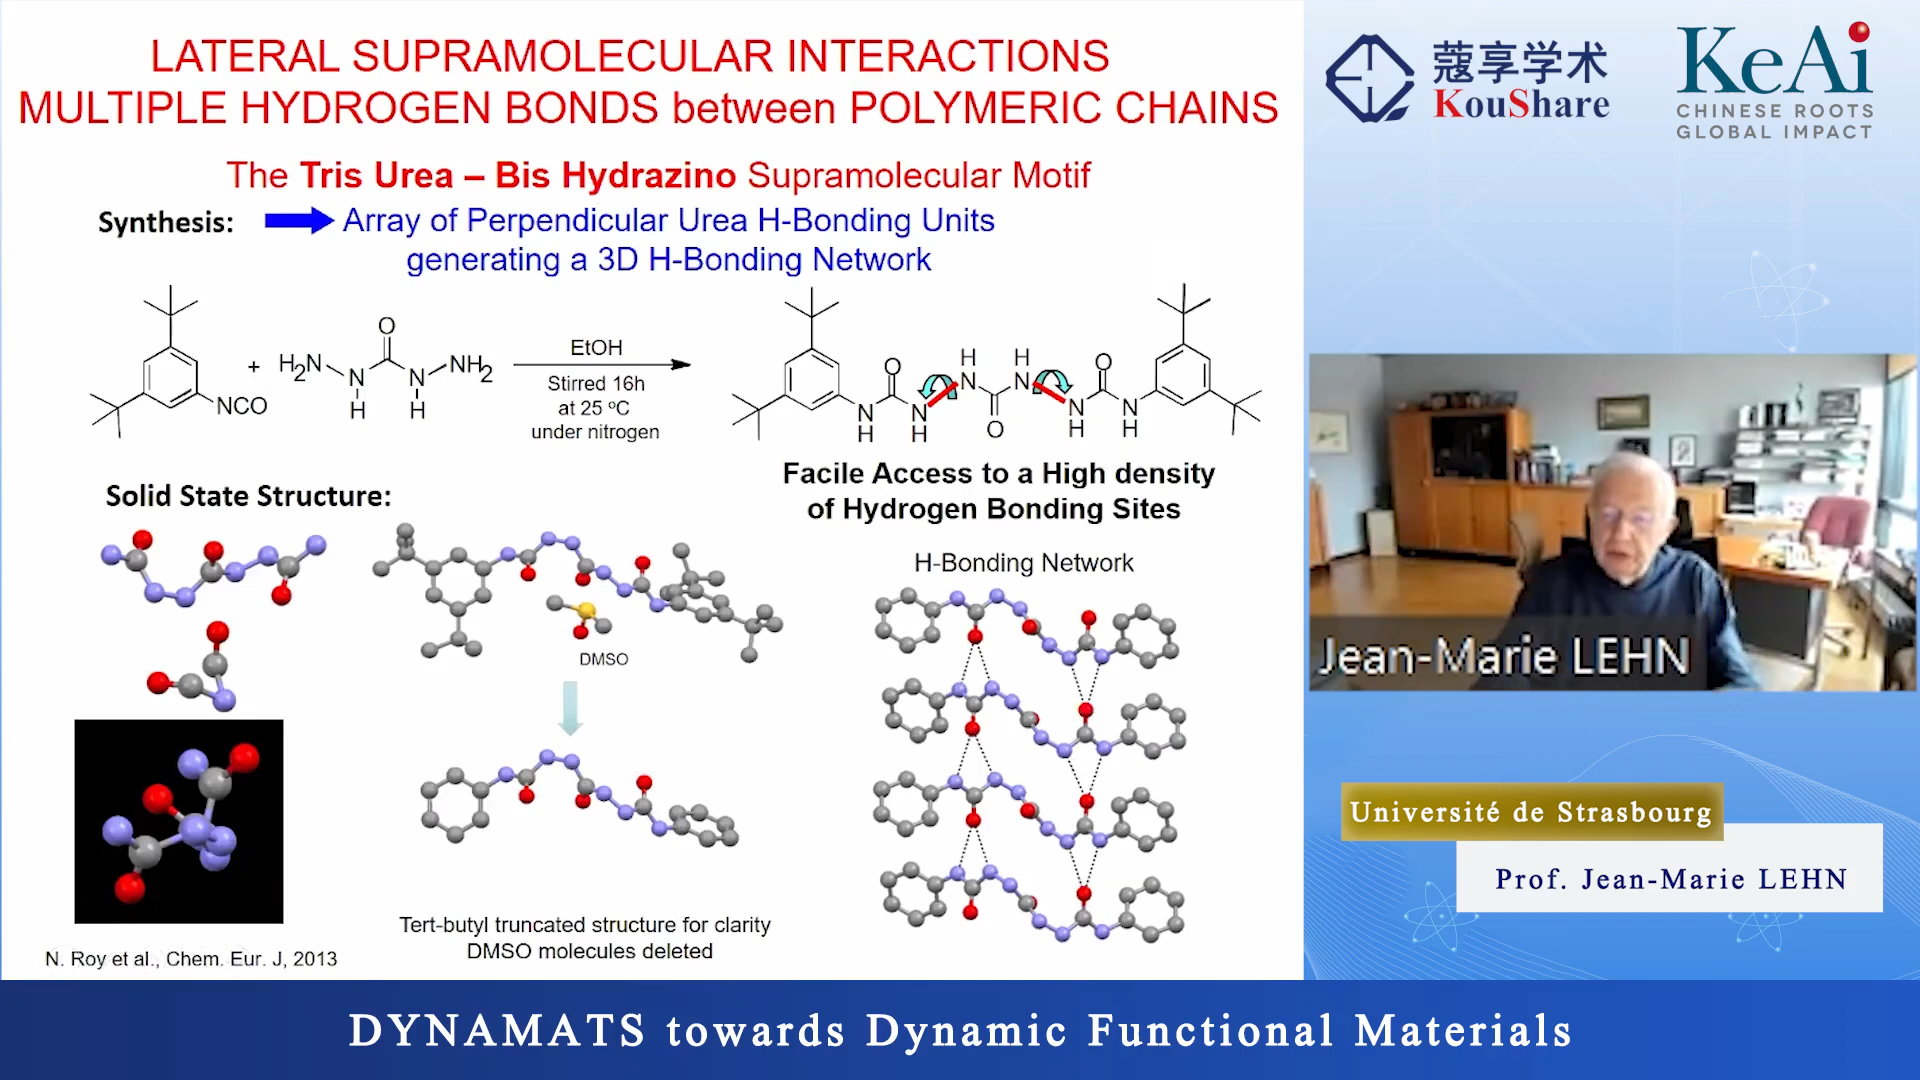 LATERAL SUPRAMOLECULAR INTERACTIONS
MULTIPLE HYDROGEN BONDS between POLYMERIC CHAINS
The Tris Urea – Bis Hydrazino Supramolecular Motif
Synthesis:
Array of Perpendicular Urea H-Bonding Units
generating a 3D H-Bonding Network
NCO
+
H2N
O
N
H
N
H
NH2
EtOH
Stirred 16h
at 25 ºC
under nitrogen
O
N
H
N
H
H
N
O
H
N
N
H
O
N
H
Facile Access to a High density
of Hydrogen Bonding Sites
Solid State Structure:
DMSO
H-Bonding Network
Tert-butyl truncated structure for clarity
DMSO molecules deleted
N. Roy et al., Chem. Eur. J, 2013
蔻享学术
KouShare
KeAi
CHINESE ROOTS
GLOBAL IMPACT
Jean-Marie LEHN
Université de Strasbourg
Prof. Jean-Marie LEHN
DYNAMATS towards Dynamic Functional Materials